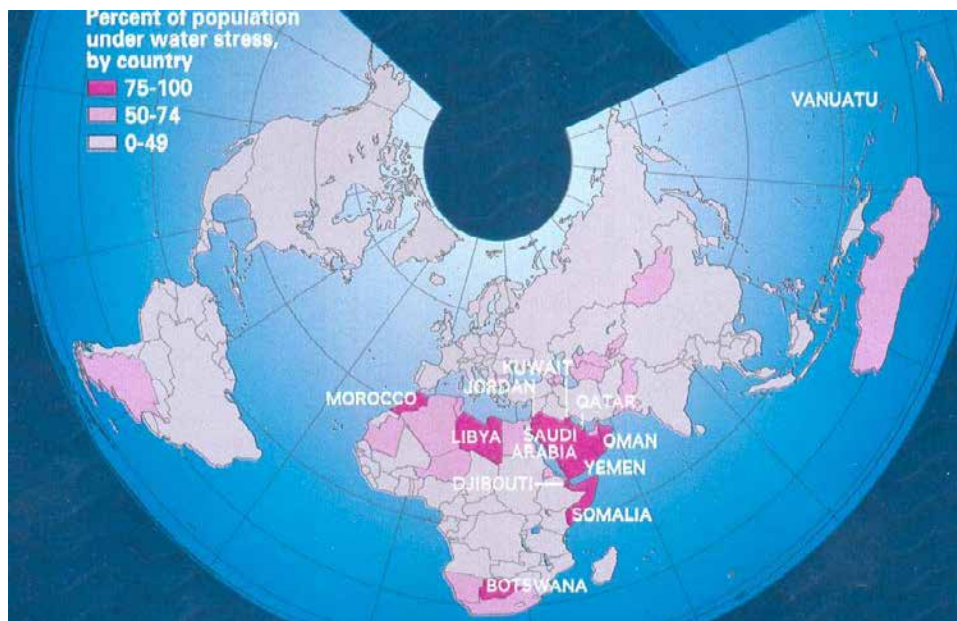 Percent of population
under water stress,
by country
75-100
50-74
0-49
VANUATU
KUWAIT
JORDAN
MOROCCO
QATAR
LIBYA
SAUDI
ARABIA
OMAN
YEMEN
DJIBOUTI
SOMALIA
BOTSWANA